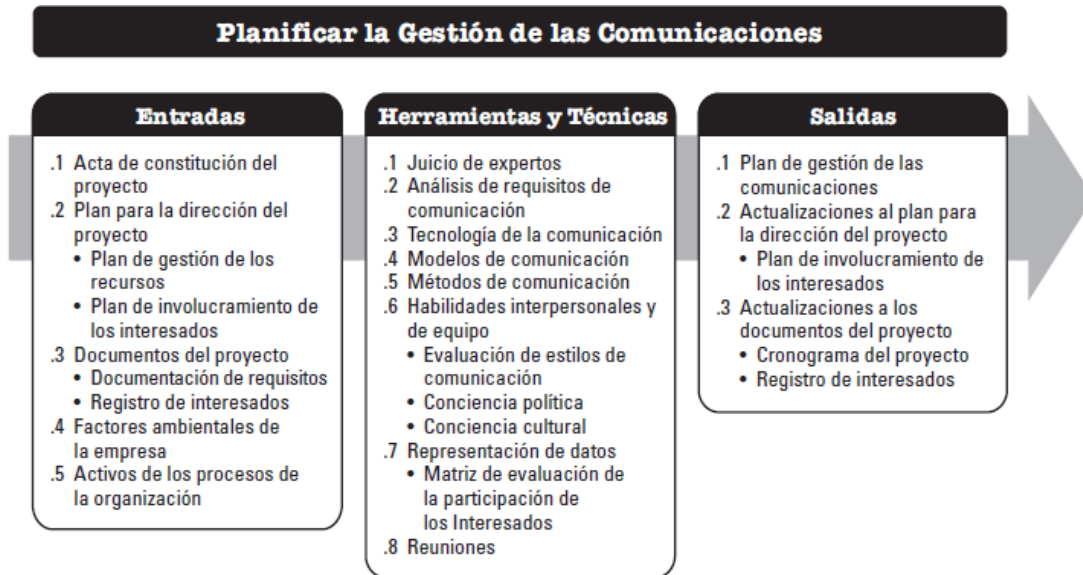 Planificar la Gestión de las Comunicaciones
Entradas
.1 Acta de constitución del
proyecto
.2 Plan para la dirección del
proyecto
• Plan de gestión de los
recursos
• Plan de involucramiento de
los interesados
.3 Documentos del proyecto
• Documentación de requisitos
• Registro de interesados
.4 Factores ambientales de
la empresa
.5 Activos de los procesos de
la organización
Herramientas y Técnicas
.1 Juicio de expertos
.2 Análisis de requisitos de
comunicación
.3 Tecnología de la comunicación
.4 Modelos de comunicación
.5 Métodos de comunicación
.6 Habilidades interpersonales y
de equipo
• Evaluación de estilos de
comunicación
• Conciencia política
• Conciencia cultural
.7 Representación de datos
• Matriz de evaluación de
la participación de
los Interesados
.8 Reuniones
Salidas
.1 Plan de gestión de las
comunicaciones
.2 Actualizaciones al plan para
la dirección del proyecto
• Plan de involucramiento de
los interesados
.3 Actualizaciones a los
documentos del proyecto
• Cronograma del proyecto
• Registro de interesados